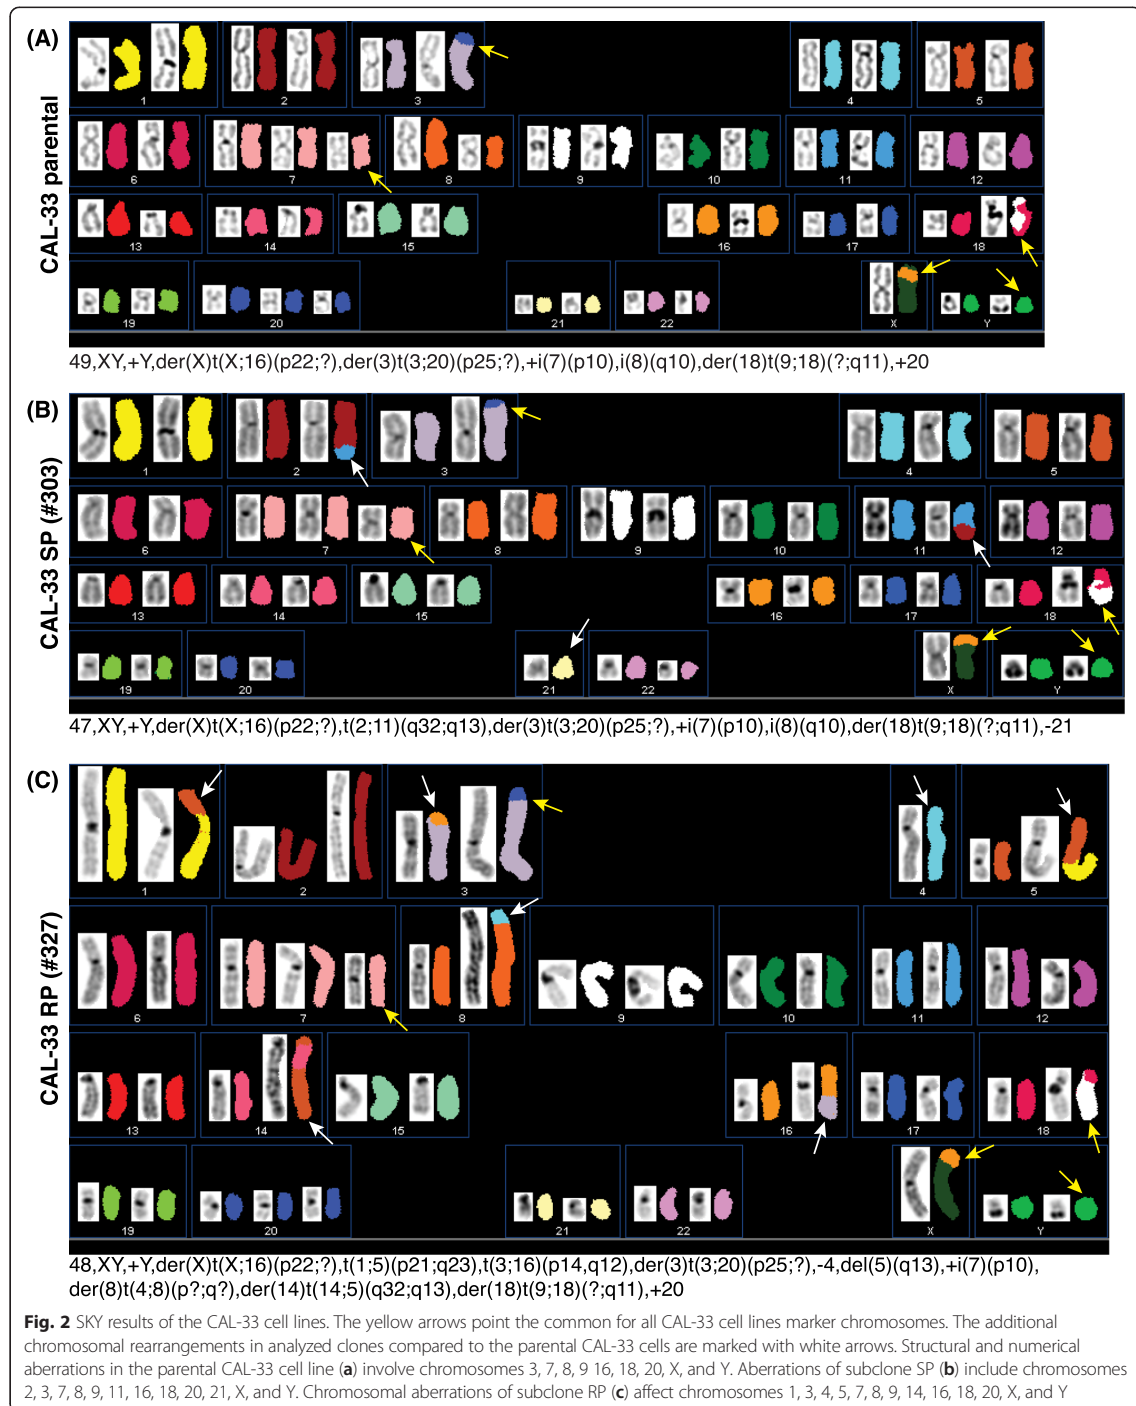 (A)
CAL-33 parental
1 2 3 4 5
6 7 8 9 10 11 12
13 14 15 16 17 18
19 20 21 22 X Y
49,XY,+Y,der(X)t(X;16)(p22;?),der(3)t(3;20)(p25;?),+i(7)(p10),i(8)(q10),der(18)t(9;18)(?;q11),+20
(B)
CAL-33 SP (#303)
1 2 3 4 5
6 7 8 9 10 11 12
13 14 15 16 17 18
19 20 21 22 X Y
47,XY,+Y,der(X)t(X;16)(p22;?),t(2;11)(q32;q13),der(3)t(3;20)(p25;?),+i(7)(p10),i(8)(q10),der(18)t(9;18)(?;q11),-21
(C)
CAL-33 RP (#327)
1 2 3 4 5
6 7 8 9 10 11 12
13 14 15 16 17 18
19 20 21 22 X Y
48,XY,+Y,der(X)t(X;16)(p22;?),t(1;5)(p21;q23),t(3;16)(p14,q12),der(3)t(3;20)(p25;?),-4,del(5)(q13),+i(7)(p10),
der(8)t(4;8)(p?;q?),der(14)t(14;5)(q32;q13),der(18)t(9;18)(?;q11),+20
Fig. 2 SKY results of the CAL-33 cell lines. The yellow arrows point the common for all CAL-33 cell lines marker chromosomes. The additional
chromosomal rearrangements in analyzed clones compared to the parental CAL-33 cells are marked with white arrows. Structural and numerical
aberrations in the parental CAL-33 cell line (a) involve chromosomes 3, 7, 8, 9 16, 18, 20, X, and Y. Aberrations of subclone SP (b) include chromosomes
2, 3, 7, 8, 9, 11, 16, 18, 20, 21, X, and Y. Chromosomal aberrations of subclone RP (c) affect chromosomes 1, 3, 4, 5, 7, 8, 9, 14, 16, 18, 20, X, and Y